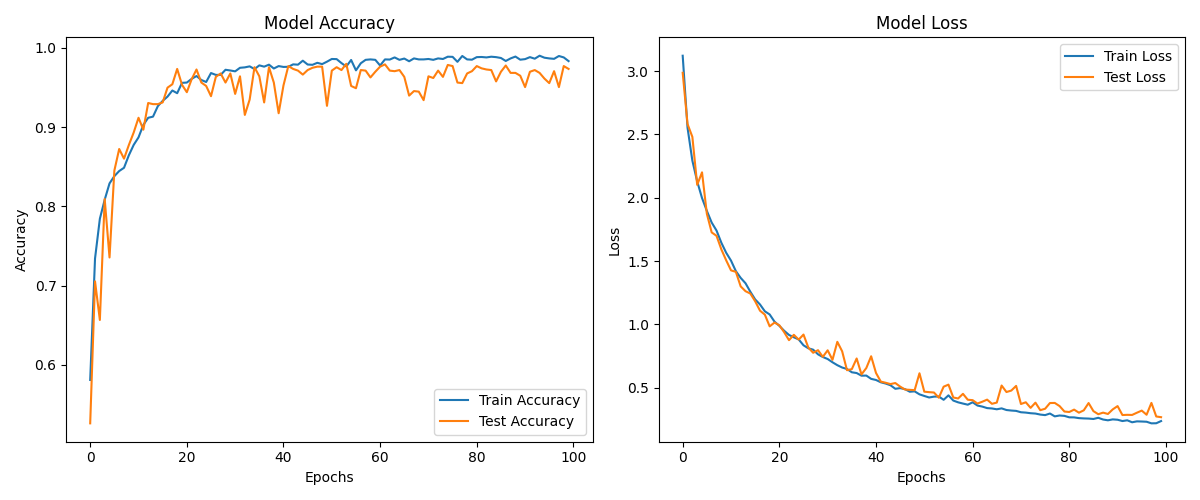 Model Accuracy
Accuracy
1.0
0.9
0.8
0.7
0.6
0
20
40
60
80
100
Epochs
Train Accuracy
Test Accuracy
Model Loss
Loss
3.0
2.5
2.0
1.5
1.0
0.5
0
20
40
60
80
100
Epochs
Train Loss
Test Loss